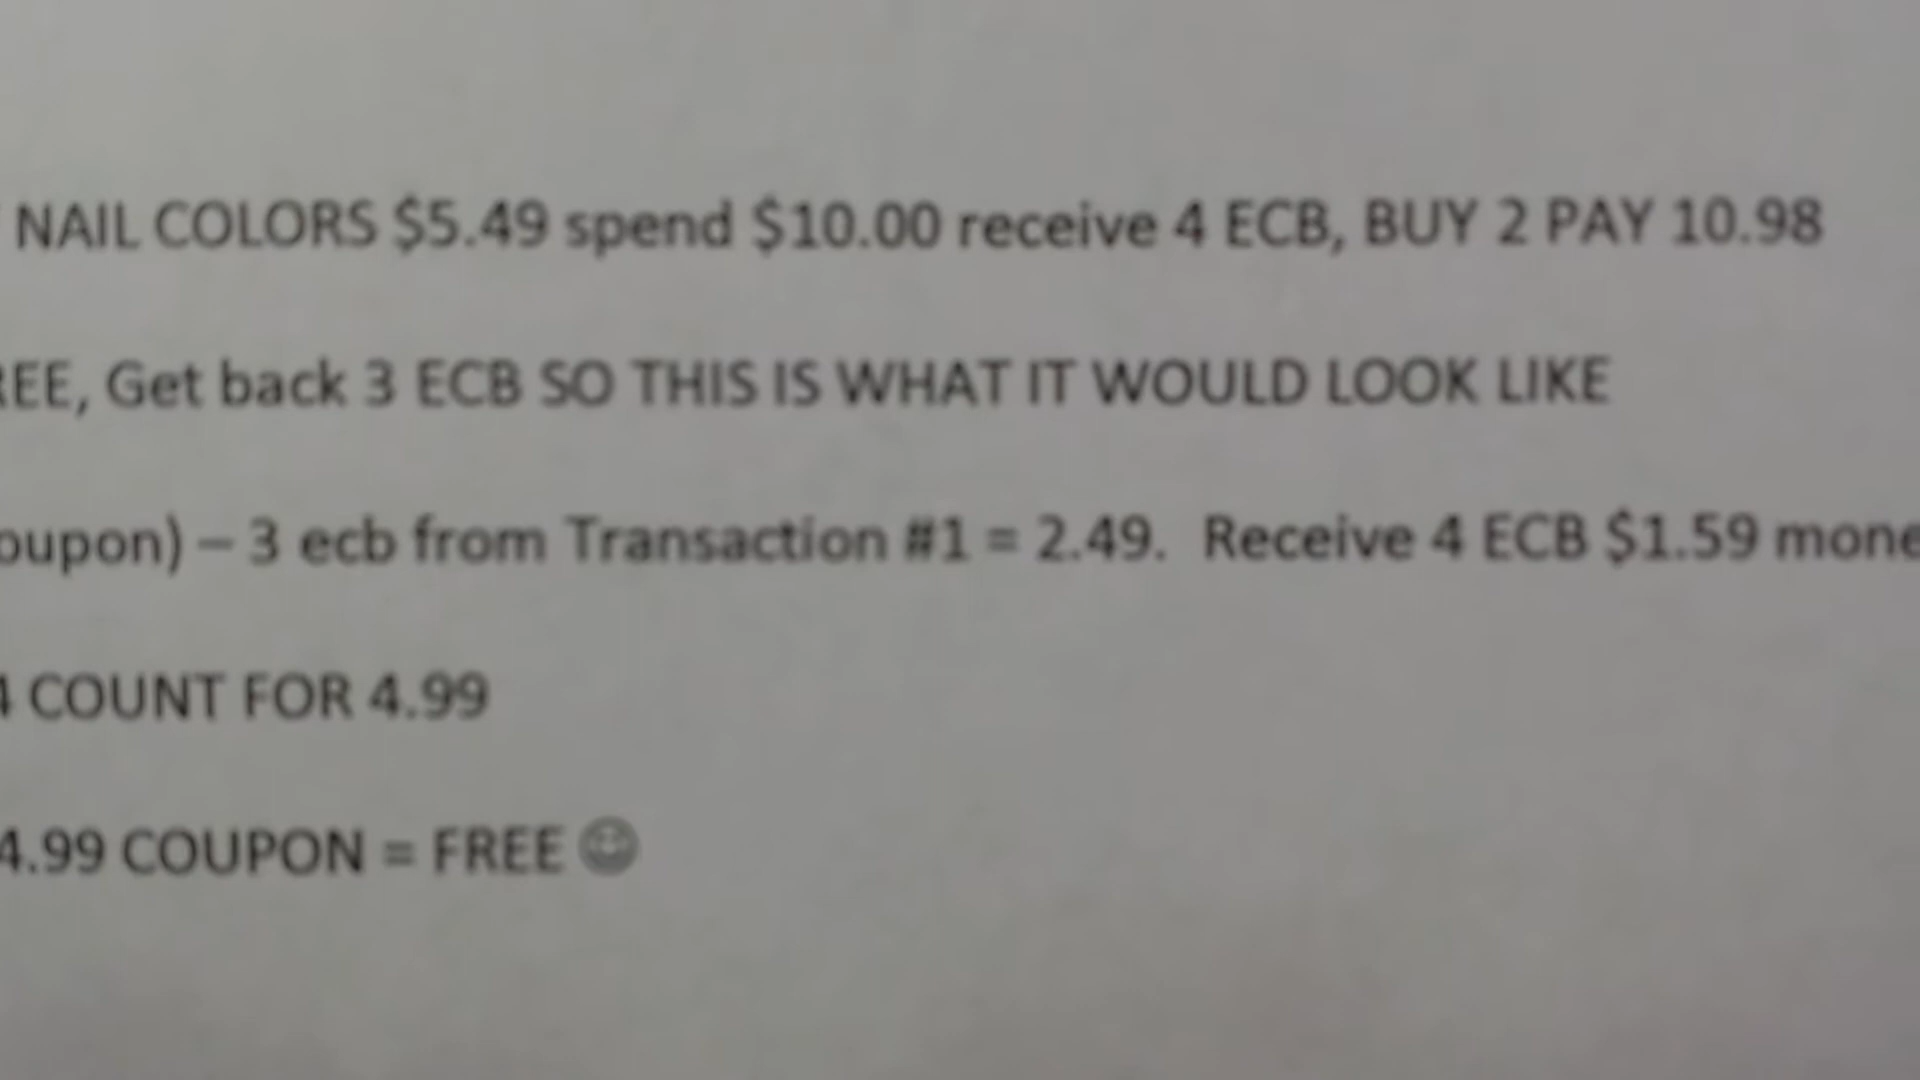 NAIL COLORS $5.49 spend $10.00 receive 4 ECB, BUY 2 PAY 10.98
REE, Get back 3 ECB SO THIS IS WHAT IT WOULD LOOK LIKE
oupon) – 3 ecb from Transaction #1 = 2.49. Receive 4 ECB $1.59 mone
4 COUNT FOR 4.99
4.99 COUPON = FREE ☺